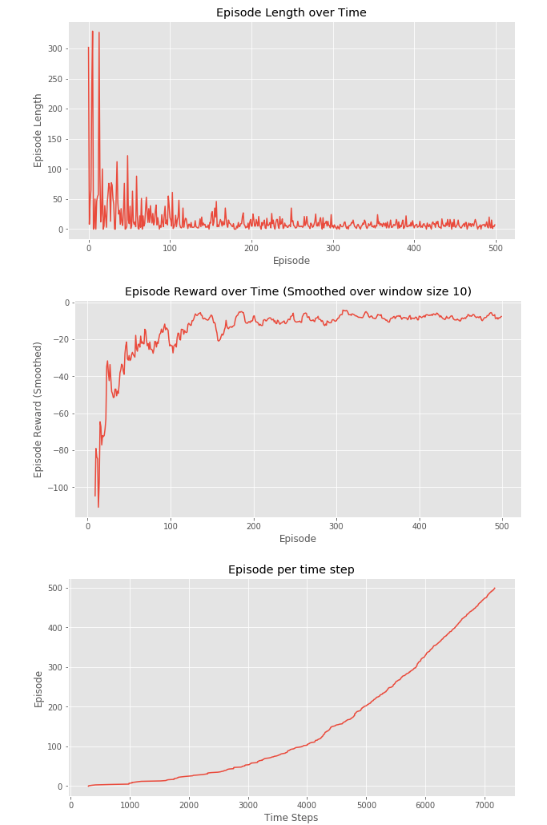 Episode Length over Time
300
250
200
150
100
50
0
Episode Length
0 100 200 300 400 500
Episode
Episode Reward over Time (Smoothed over window size 10)
0
−20
−40
−60
−80
−100
Episode Reward (Smoothed)
0 100 200 300 400 500
Episode
Episode per time step
500
400
300
200
100
0
Episode
0 1000 2000 3000 4000 5000 6000 7000
Time Steps